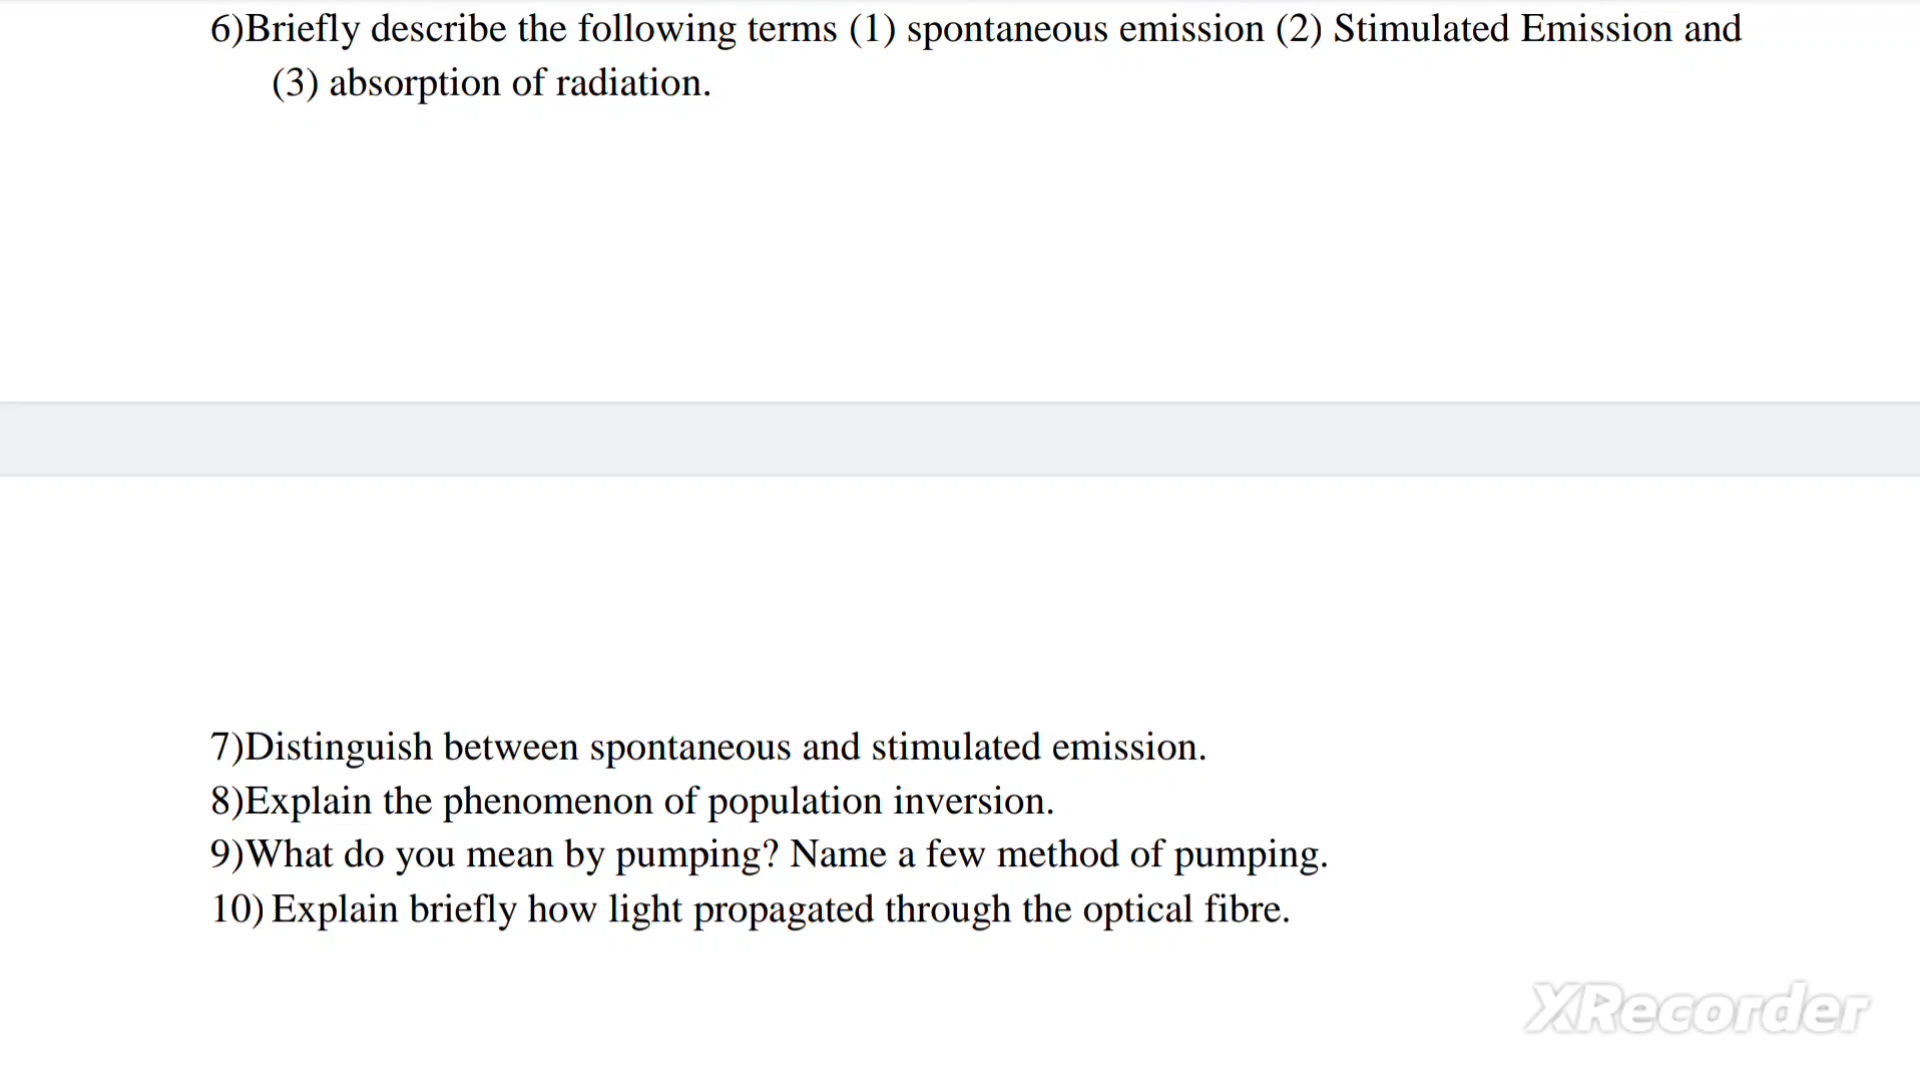 6)Briefly describe the following terms (1) spontaneous emission (2) Stimulated Emission and
(3) absorption of radiation.
7)Distinguish between spontaneous and stimulated emission.
8)Explain the phenomenon of population inversion.
9)What do you mean by pumping? Name a few method of pumping.
10) Explain briefly how light propagated through the optical fibre.
XRecorder